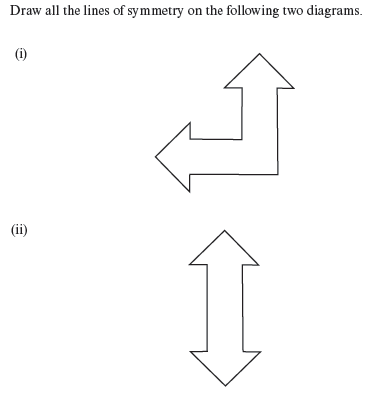 Draw all the lines of symmetry on the following two diagrams.
(i)
(ii)